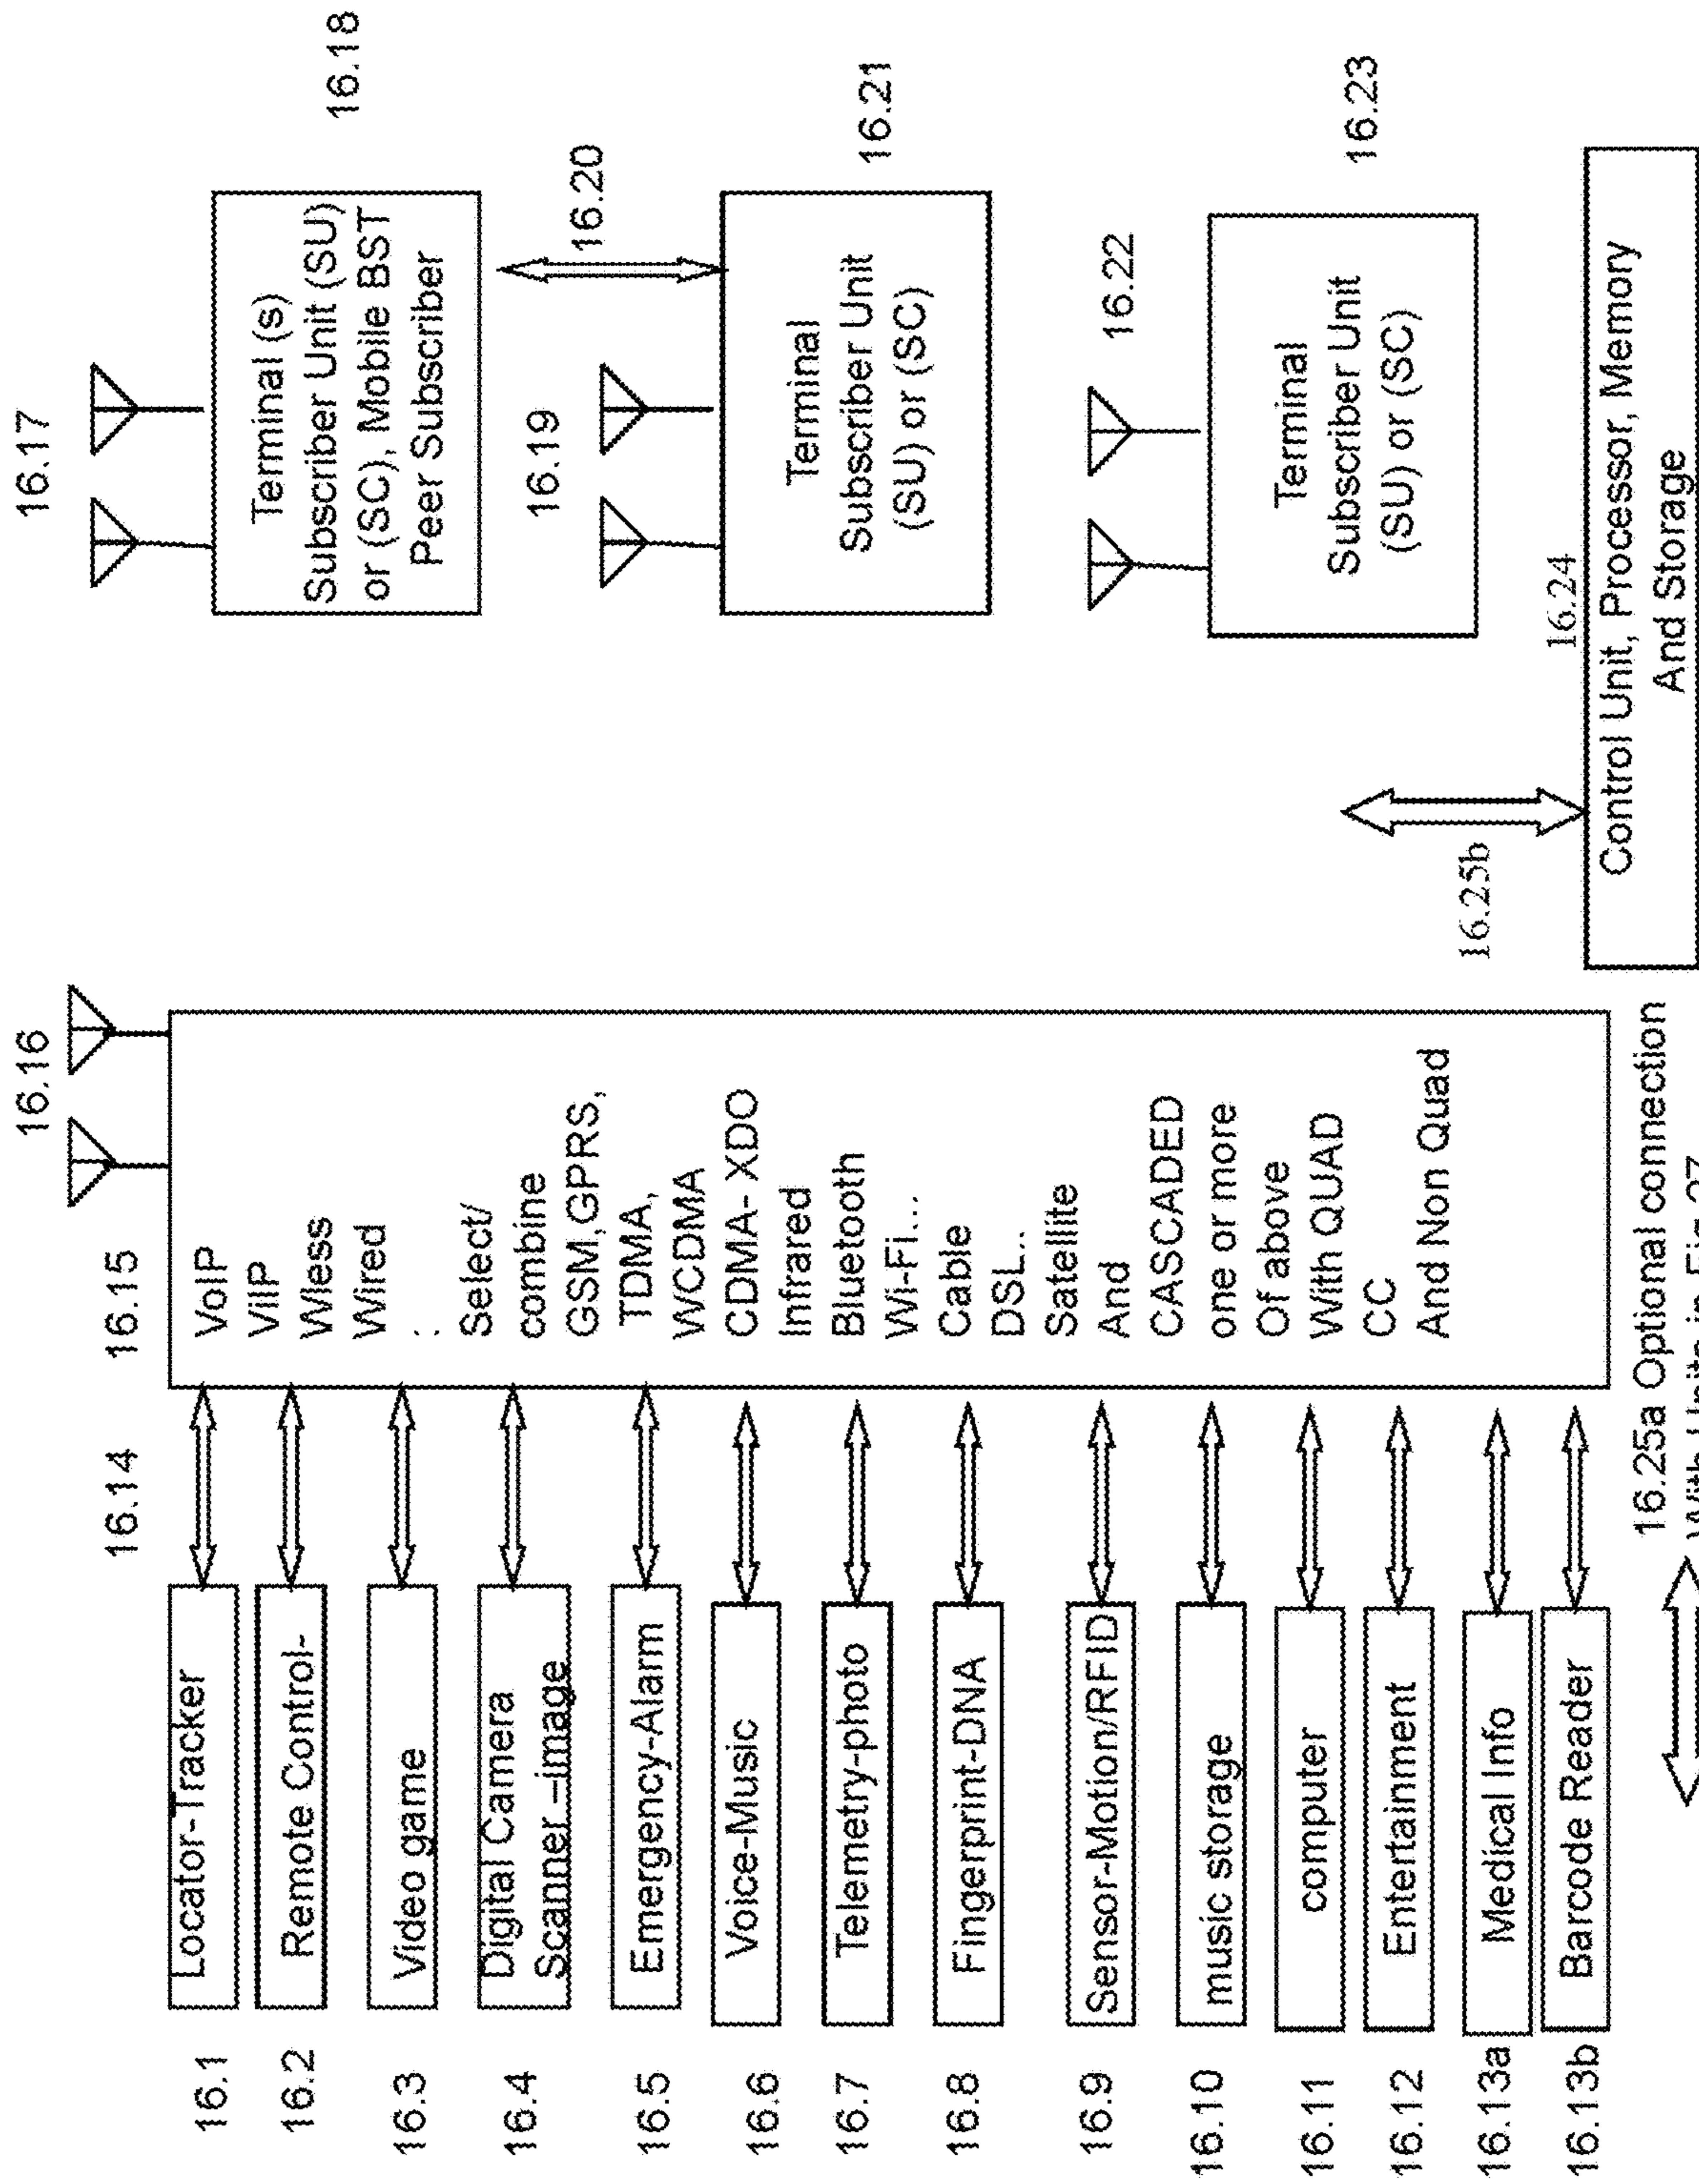 16.1
Locator-Tracker
16.2
Remote Control-
16.3
Video game
16.4
Digital Camera
Scanner –image
16.5
Emergency-Alarm
16.6
Voice-Music
16.7
Telemetry-photo
16.8
Fingerprint-DNA
16.9
Sensor-Motion/RFID
16.10
music storage
16.11
computer
16.12
Entertainment
16.13a
Medical Info
16.13b
Barcode Reader
16.14
16.15
16.16
VoIP
ViIP
Wless
Wired
:
Select/
combine
GSM,GPRS,
TDMA,
WCDMA
CDMA- XDO
Infrared
Bluetooth
Wi-Fi...
Cable
DSL..
Satellite
And
CASCADED
one or more
Of above
With QUAD
CC
And Non Quad
16.25a Optional connection
With Units in Fig
16.17
Terminal (s)
Subscriber Unit (SU)
or (SC), Mobile BST
Peer Subscriber
16.18
16.19
16.20
Terminal
Subscriber Unit
(SU) or (SC)
16.21
16.22
Terminal
Subscriber Unit
(SU) or (SC)
16.23
16.25b
16.24
Control Unit, Processor, Memory
And Storage